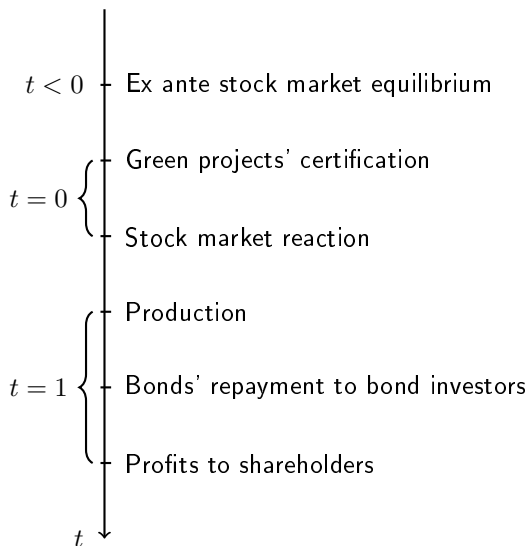 t < 0 Ex ante stock market equilibrium
Green projects' certification
t = 0
Stock market reaction
Production
t = 1 Bonds' repayment to bond investors
Profits to shareholders
t